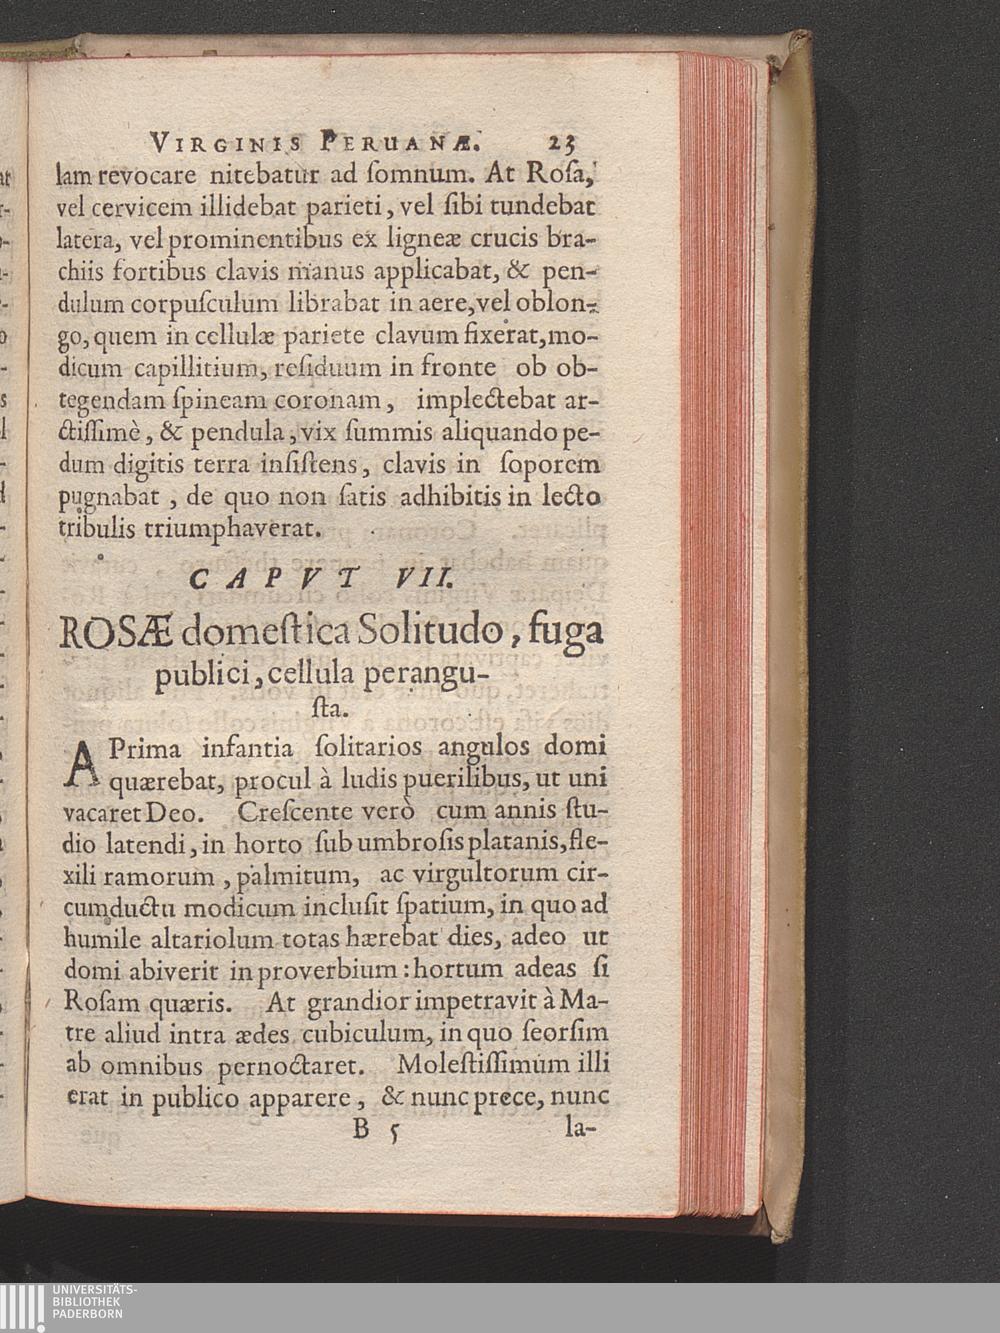 VIRGINIS PERUANÆ. 23
lam revocare nitebatur ad ſomnum. At Roſa,
vel cervicem illidebat parieti, vel ſibi tundebat
latera, vel prominentibus ex ligneæ crucis bra-
chiis fortibus clavis manus applicabat, & pen-
dulum corpuſculum librabat in aere, vel oblon-
go, quem in cellulæ pariete clavum fixerat, mo-
dicum capillitium, reſiduum in fronte ob ob-
tegendam ſpineam coronam, implectebat ar-
ctiſſimè, & pendula, vix ſummis aliquando pe-
dum digitis terra inſiſtens, clavis in ſoporem
pugnabat, de quo non ſatis adhibitis in lecto
tribulis triumphaverat.
CAPVT VII.
ROSÆ domeſtica Solitudo, fuga
publici, cellula perangu-
ſta.
A Prima infantia ſolitarios angulos domi
quærebat, procul à ludis puerilibus, ut uni
vacaret Deo. Creſcente verò cum annis ſtu-
dio latendi, in horto ſub umbroſis platanis, fle-
xili ramorum, palmitum, ac virgultorum cir-
cumductu modicum incluſit ſpatium, in quo ad
humile altariolum totas hærebat dies, adeo ut
domi abiverit in proverbium: hortum adeas ſi
Roſam quæris. At grandior impetravit à Ma-
tre aliud intra ædes cubiculum, in quo ſeorſim
ab omnibus pernoctaret. Moleſtiſſimum illi
erat in publico apparere, & nunc prece, nunc
B 5 la-
UNIVERSITÄTS-
BIBLIOTHEK
PADERBORN